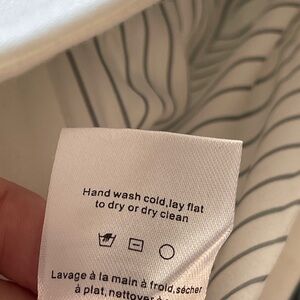 Hand wash cold,lay flat
to dry or dry clean
Lavage à la main à froid,sécher
à plat,nettoyer à